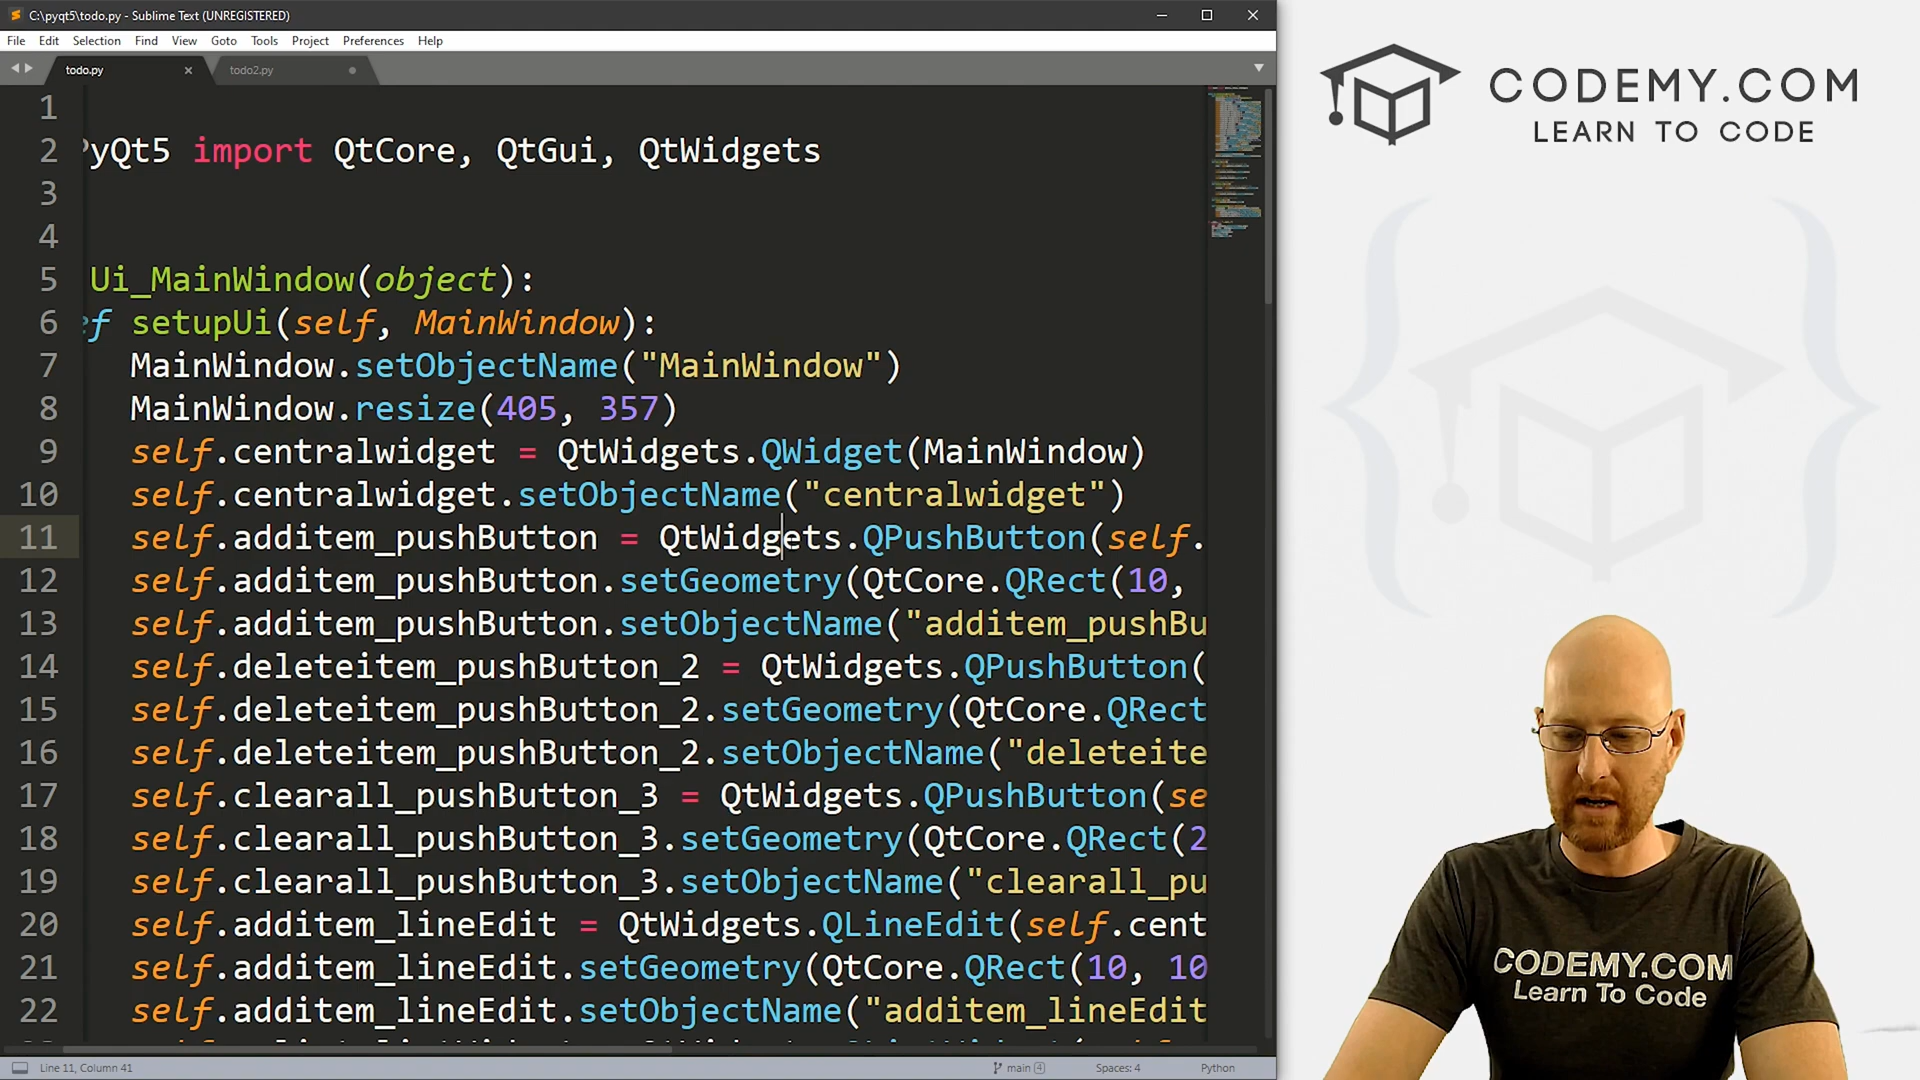 C:\pyqt5\todo.py - Sublime Text (UNREGISTERED)
File Edit Selection Find View Goto Tools Project Preferences Help
todo.py
todo2.py
1
2 PyQt5 import QtCore, QtGui, QtWidgets
3
4
5 Ui_MainWindow(object):
6 ef setupUi(self, MainWindow):
7 MainWindow.setObjectName("MainWindow")
8 MainWindow.resize(405, 357)
9 self.centralwidget = QtWidgets.QWidget(MainWindow)
10 self.centralwidget.setObjectName("centralwidget")
11 self.additem_pushButton = QtWidgets.QPushButton(self.
12 self.additem_pushButton.setGeometry(QtCore.QRect(10,
13 self.additem_pushButton.setObjectName("additem_pushBu
14 self.deleteitem_pushButton_2 = QtWidgets.QPushButton(
15 self.deleteitem_pushButton_2.setGeometry(QtCore.QRect
16 self.deleteitem_pushButton_2.setObjectName("deleteite
17 self.clearall_pushButton_3 = QtWidgets.QPushButton(se
18 self.clearall_pushButton_3.setGeometry(QtCore.QRect(2
19 self.clearall_pushButton_3.setObjectName("clearall_pu
20 self.additem_lineEdit = QtWidgets.QLineEdit(self.cent
21 self.additem_lineEdit.setGeometry(QtCore.QRect(10, 10
22 self.additem_lineEdit.setObjectName("additem_lineEdit
Line 11, Column 41
main 4
Spaces: 4
Python
CODEMY.COM
LEARN TO CODE
CODEMY.COM
Learn To Code